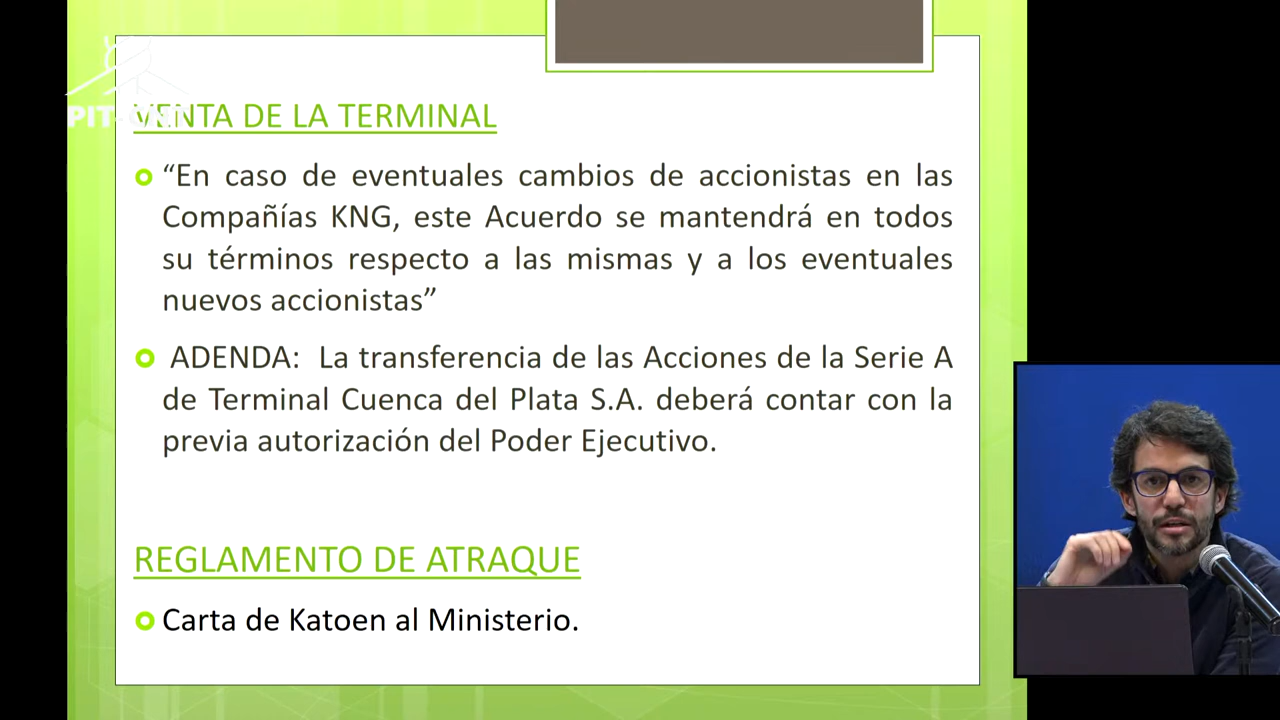 PIT-CNT
VENTA DE LA TERMINAL
“En caso de eventuales cambios de accionistas en las
Compañías KNG, este Acuerdo se mantendrá en todos
su términos respecto a las mismas y a los eventuales
nuevos accionistas”
ADENDA: La transferencia de las Acciones de la Serie A
de Terminal Cuenca del Plata S.A. deberá contar con la
previa autorización del Poder Ejecutivo.
REGLAMENTO DE ATRAQUE
Carta de Katoen al Ministerio.